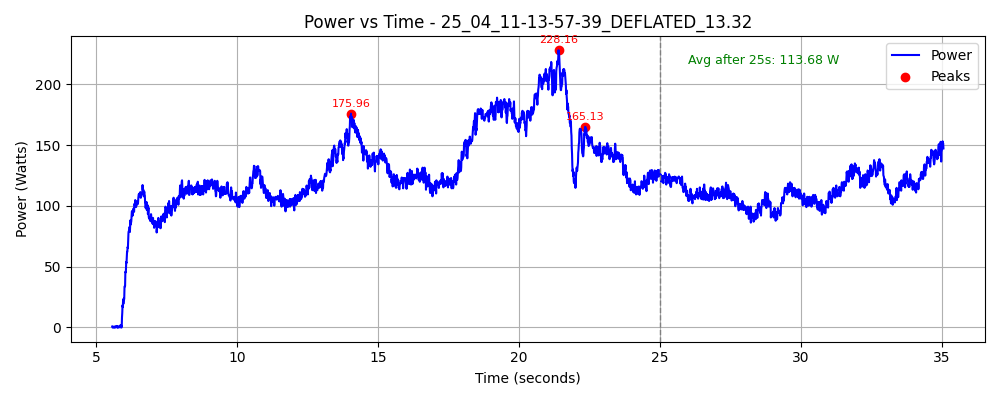 Power vs Time - 25_04_11-13-57-39_DEFLATED_13.32
228.16
Avg after 25s: 113.68 W
Power
Peaks
175.96
165.13
200
150
100
50
0
Power (Watts)
5 10 15 20 25 30 35
Time (seconds)